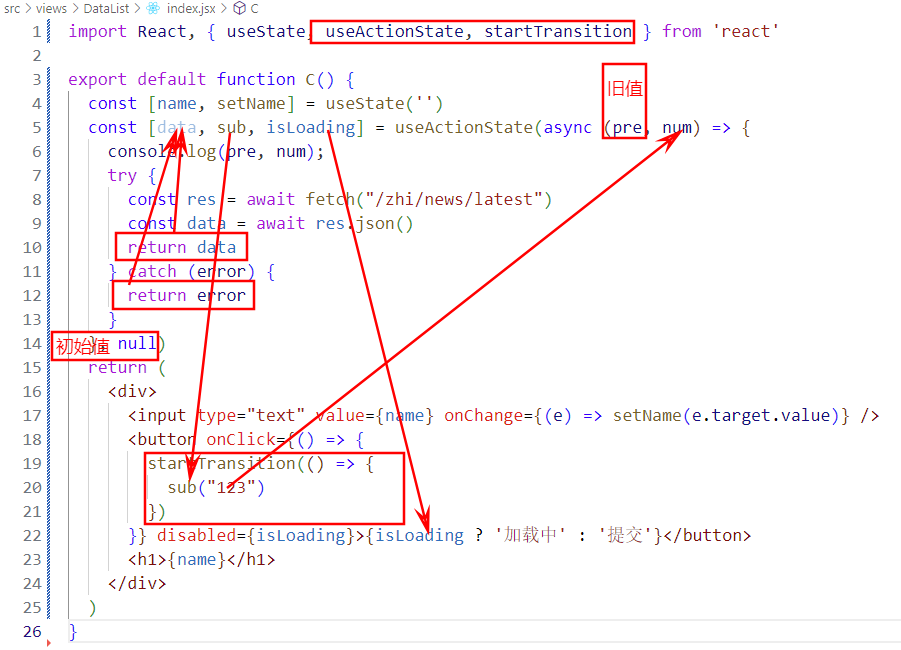 src > views > DataList > index.jsx > C
1 import React, { useState, useActionState, startTransition } from 'react'
2
旧值
3 export default function C() {
4 const [name, setName] = useState('')
5 const [data, sub, isLoading] = useActionState(async (pre, num) => {
6 console.log(pre, num);
7 try {
8 const res = await fetch("/zhi/news/latest")
9 const data = await res.json()
10 return data
11 } catch (error) {
12 return error
13 }
初始值
14 }, null)
15 return (
16 <div>
17 <input type="text" value={name} onChange={(e) => setName(e.target.value)} />
18 <button onClick={() => {
19 startTransition(() => {
20 sub("123")
21 })
22 }} disabled={isLoading}>{isLoading ? '加载中' : '提交'}</button>
23 <h1>{name}</h1>
24 </div>
25 )
26 }